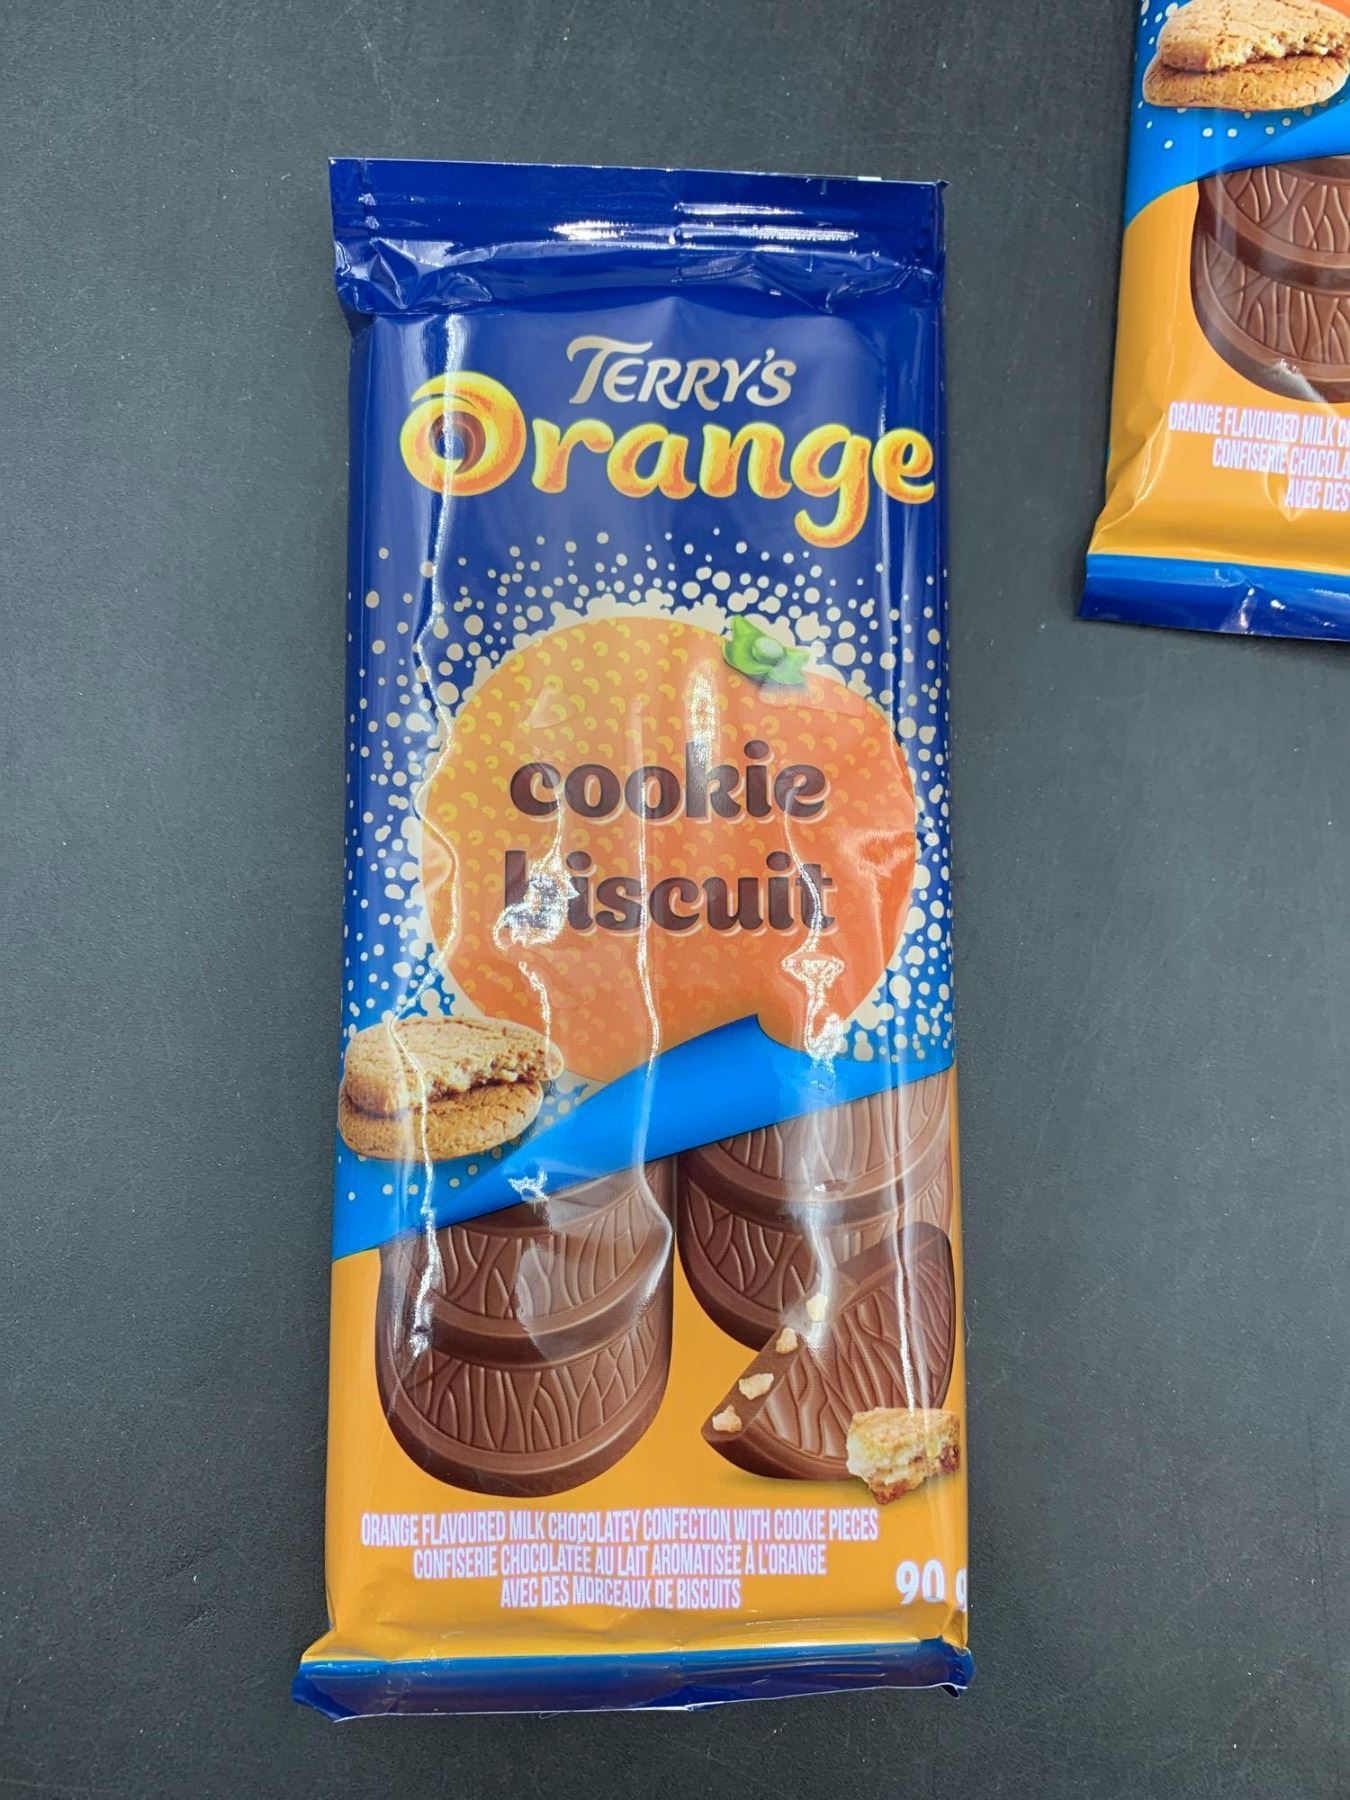 TERRY'S
Orange
cookie
biscuit
ORANGE FLAVOURED MILK CHOCOLATEY CONFECTION WITH COOKIE PIECES
CONFISERIE CHOCOLATÉE AU LAIT AROMATISÉE À L'ORANGE
AVEC DES MORCEAUX DE BISCUITS
90 g
ORANGE FLAVOURED MILK
CONFISERIE
AVEC DES